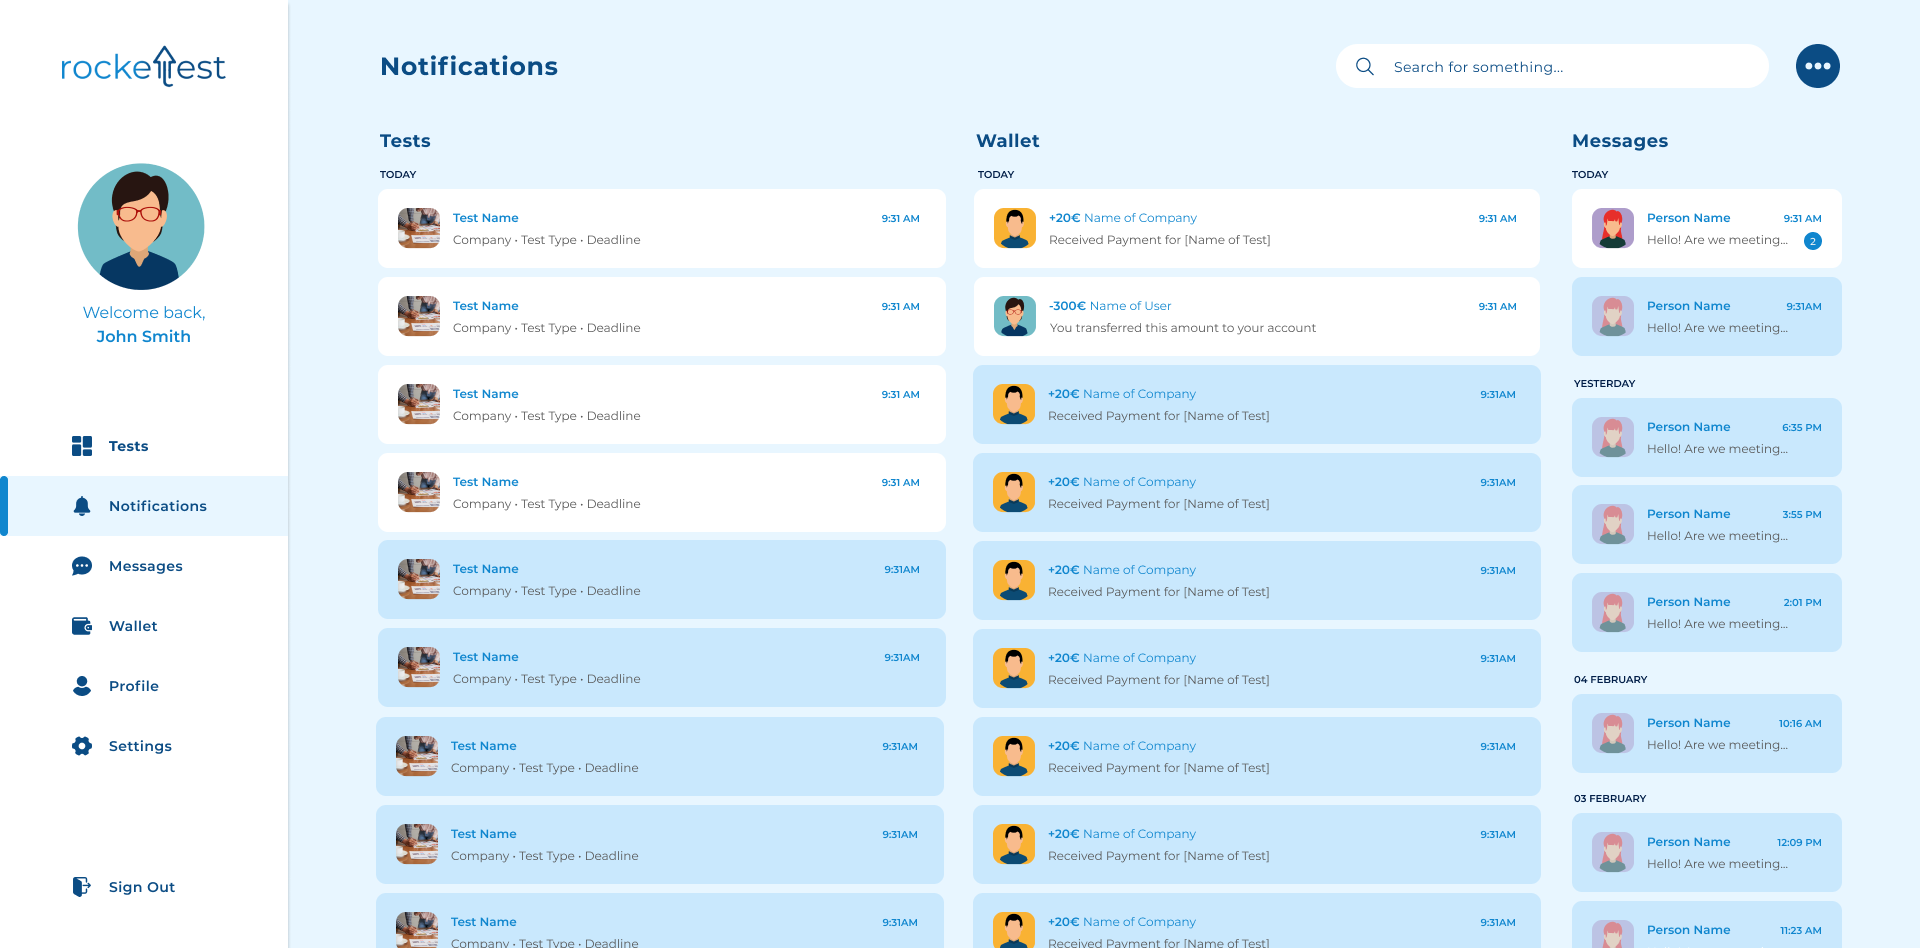 rockettest
Welcome back,
John Smith
Tests
Notifications
Messages
Wallet
Profile
Settings
Sign Out
Notifications
Search for something...
Tests
TODAY
Test Name
9:31 AM
Company • Test Type • Deadline
Test Name
9:31 AM
Company • Test Type • Deadline
Test Name
9:31 AM
Company • Test Type • Deadline
Test Name
9:31 AM
Company • Test Type • Deadline
Test Name
9:31AM
Company • Test Type • Deadline
Test Name
9:31AM
Company • Test Type • Deadline
Test Name
9:31AM
Company • Test Type • Deadline
Test Name
9:31AM
Company • Test Type • Deadline
Test Name
9:31AM
Company • Test Type • Deadline
Wallet
TODAY
+20€ Name of Company
9:31 AM
Received Payment for [Name of Test]
-300€ Name of User
9:31 AM
You transferred this amount to your account
+20€ Name of Company
9:31AM
Received Payment for [Name of Test]
+20€ Name of Company
9:31AM
Received Payment for [Name of Test]
+20€ Name of Company
9:31AM
Received Payment for [Name of Test]
+20€ Name of Company
9:31AM
Received Payment for [Name of Test]
+20€ Name of Company
9:31AM
Received Payment for [Name of Test]
+20€ Name of Company
9:31AM
Received Payment for [Name of Test]
+20€ Name of Company
9:31AM
Received Payment for [Name of Test]
Messages
TODAY
Person Name
9:31 AM
Hello! Are we meeting...
2
Person Name
9:31AM
Hello! Are we meeting...
YESTERDAY
Person Name
6:35 PM
Hello! Are we meeting...
Person Name
3:55 PM
Hello! Are we meeting...
Person Name
2:01 PM
Hello! Are we meeting...
04 FEBRUARY
Person Name
10:16 AM
Hello! Are we meeting...
03 FEBRUARY
Person Name
12:09 PM
Hello! Are we meeting...
Person Name
11:23 AM